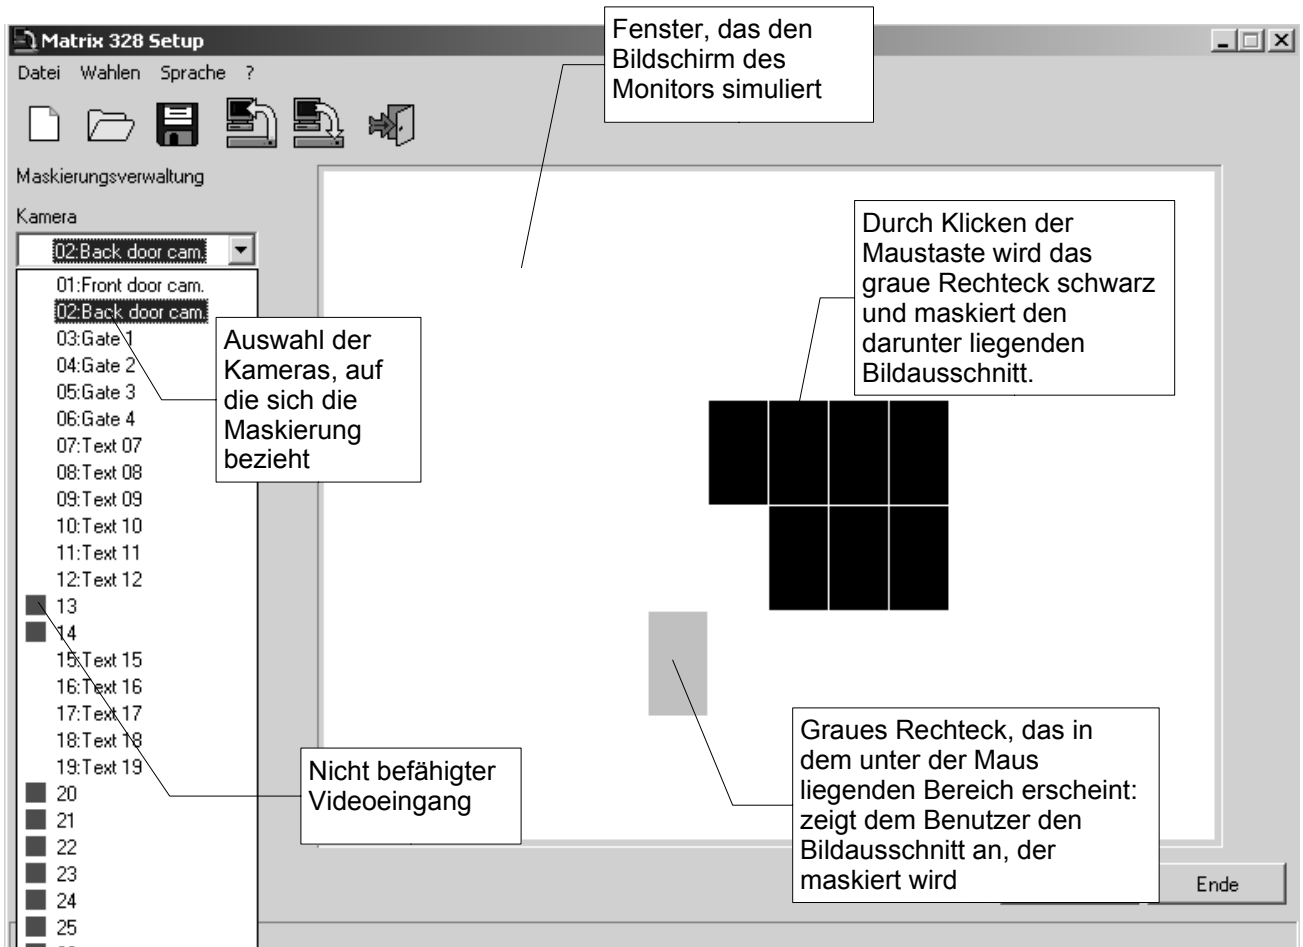 Matrix 328 Setup
Datei Wahlen Sprache ?
Fenster, das den
Bildschirm des
Monitors simuliert
Maskierungsverwaltung
Kamera
02:Back door cam.
01:Front door cam.
02:Back door cam.
03:Gate 1
04:Gate 2
05:Gate 3
06:Gate 4
07:Text 07
08:Text 08
09:Text 09
10:Text 10
11:Text 11
12:Text 12
13
14
15:Text 15
16:Text 16
17:Text 17
18:Text 18
19:Text 19
20
21
22
23
24
25
Auswahl der
Kameras, auf
die sich die
Maskierung
bezieht
Durch Klicken der
Maustaste wird das
graue Rechteck schwarz
und maskiert den
darunter liegenden
Bildausschnitt.
Nicht befähigter
Videoeingang
Graues Rechteck, das in
dem unter der Maus
liegenden Bereich erscheint:
zeigt dem Benutzer den
Bildausschnitt an, der
maskiert wird
Ende